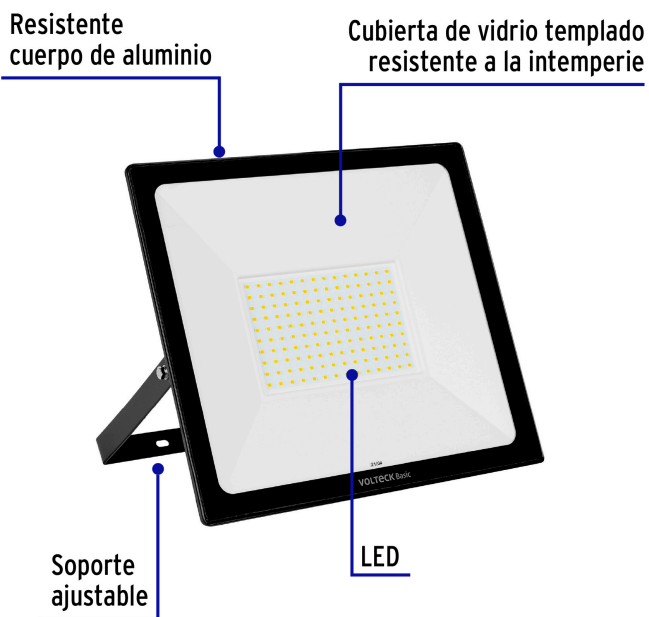 Resistente
cuerpo de aluminio
Cubierta de vidrio templado
resistente a la intemperie
VOLTECK Basic
LED
Soporte
ajustable